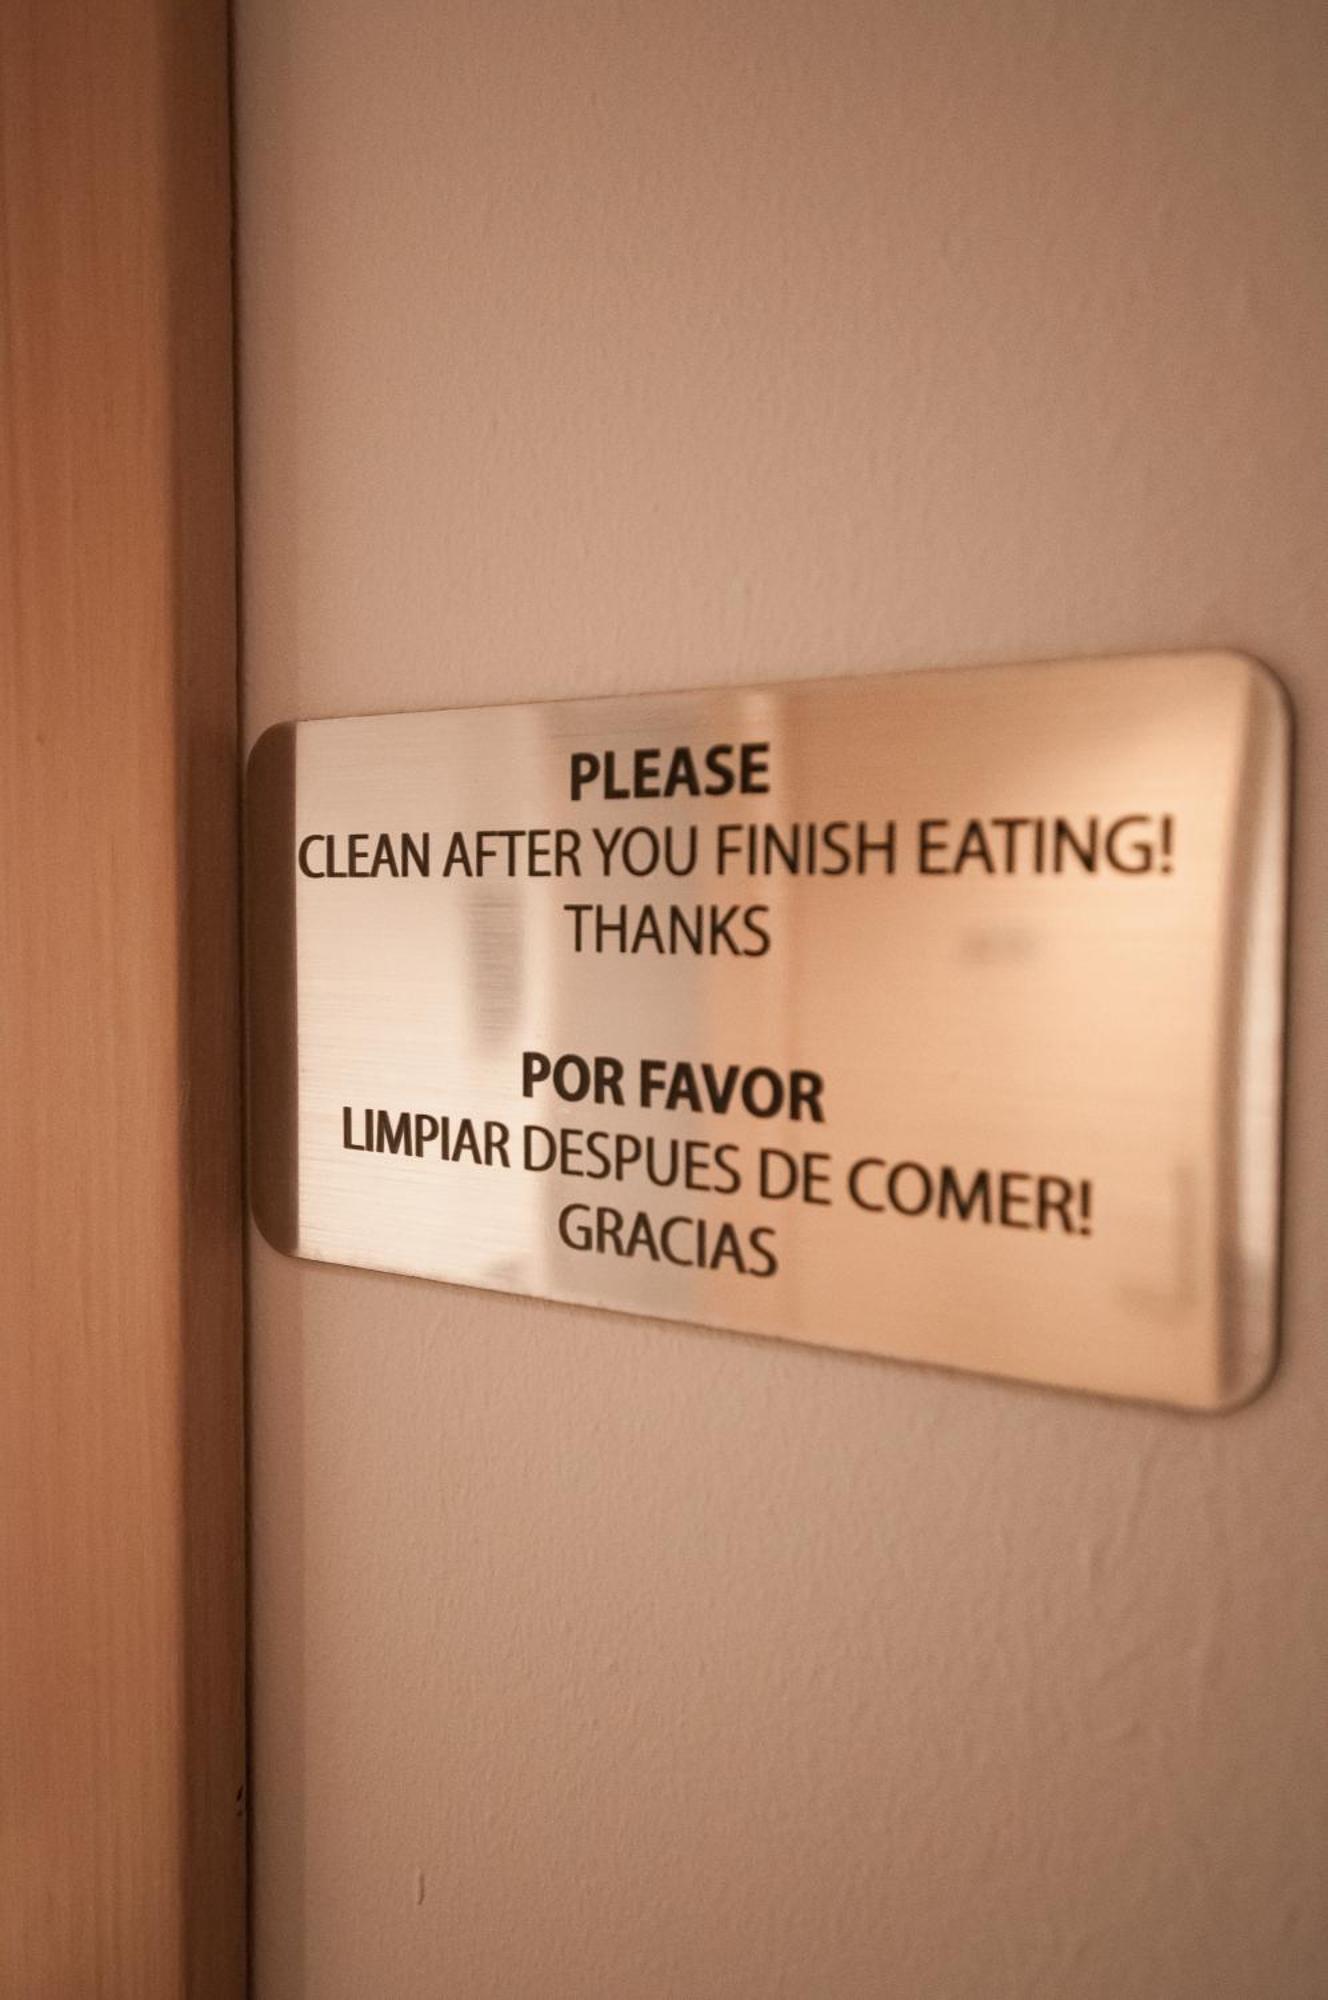 PLEASE
CLEAN AFTER YOU FINISH EATING!
THANKS
POR FAVOR
LIMPIAR DESPUES DE COMER!
GRACIAS